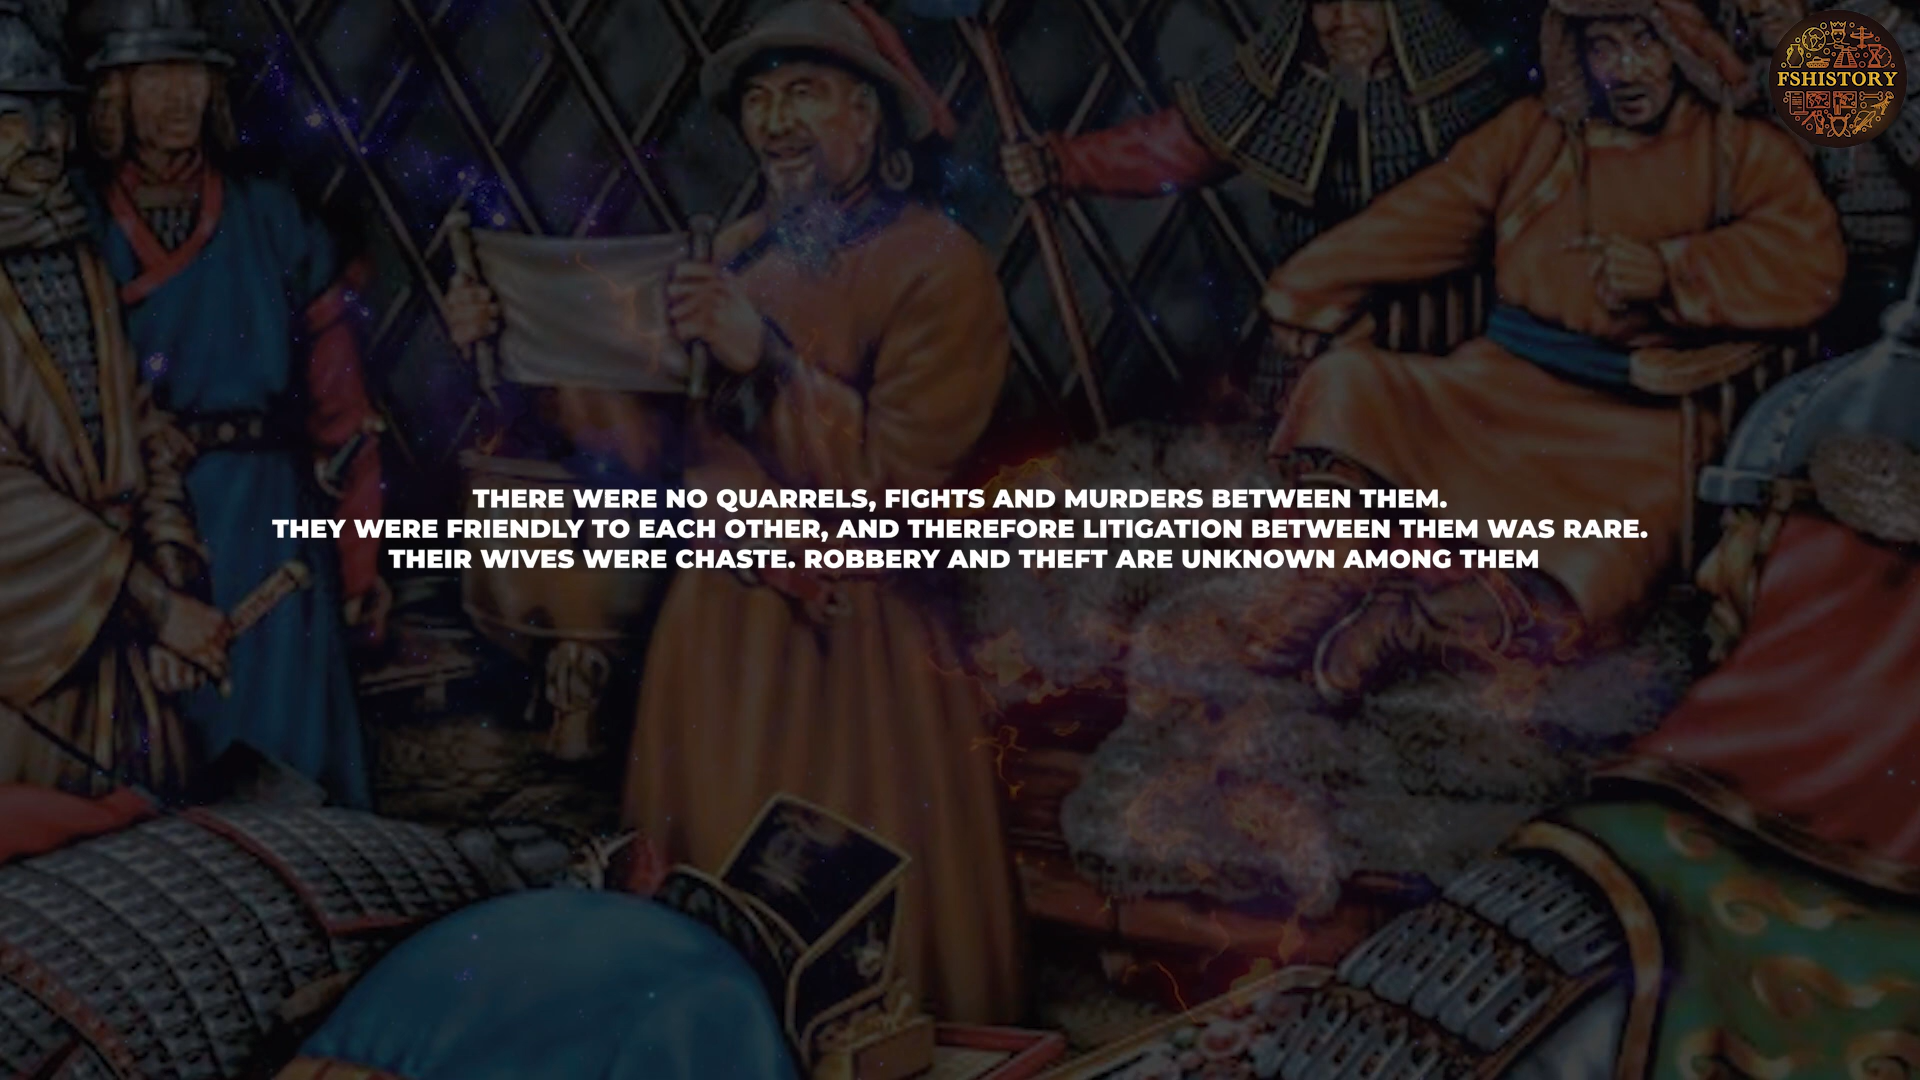 FSHISTORY
THERE WERE NO QUARRELS, FIGHTS AND MURDERS BETWEEN THEM.
THEY WERE FRIENDLY TO EACH OTHER, AND THEREFORE LITIGATION BETWEEN THEM WAS RARE.
THEIR WIVES WERE CHASTE. ROBBERY AND THEFT ARE UNKNOWN AMONG THEM